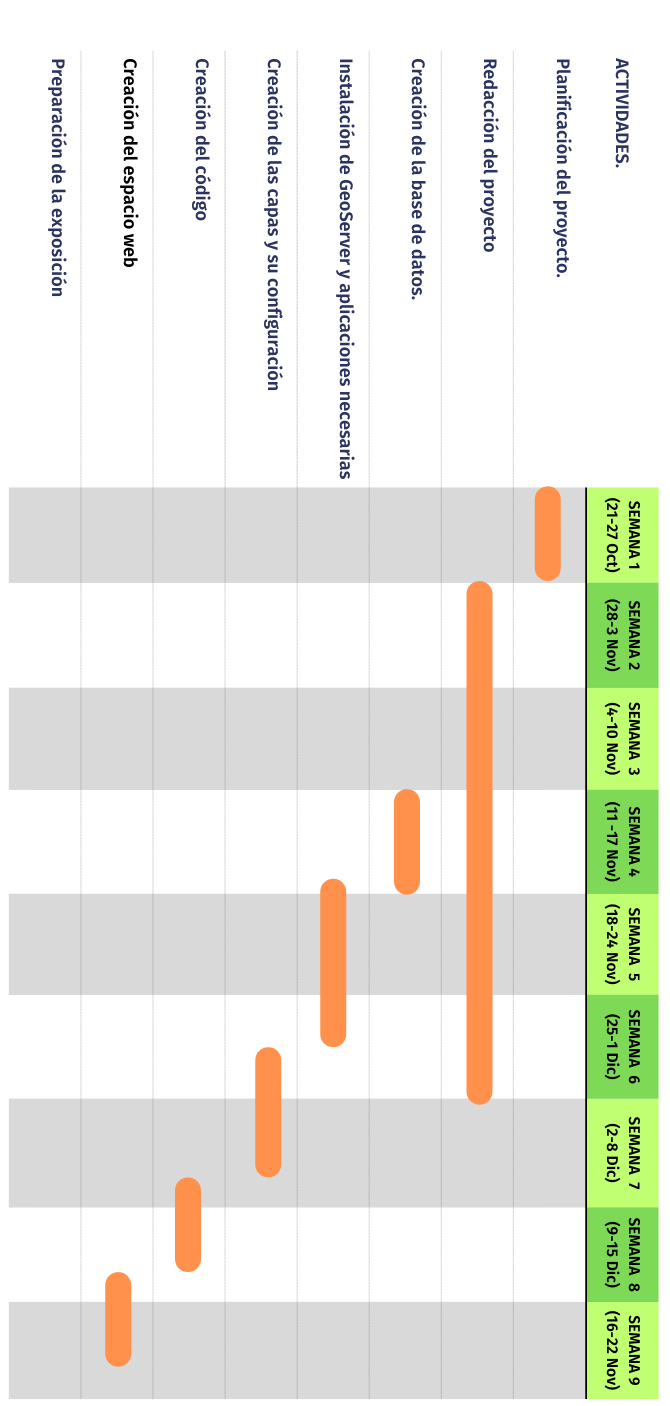 ACTIVIDADES.
SEMANA 1
(21-27 Oct)
SEMANA 2
(28-3 Nov)
SEMANA 3
(4-10 Nov)
SEMANA 4
(11 -17 Nov)
SEMANA 5
(18-24 Nov)
SEMANA 6
(25-1 Dic)
SEMANA 7
(2-8 Dic)
SEMANA 8
(9-15 Dic)
SEMANA 9
(16-22 Nov)
Planificación del proyecto.
Redacción del proyecto
Creación de la base de datos.
Instalación de GeoServer y aplicaciones necesarias
Creación de las capas y su configuración
Creación del código
Creación del espacio web
Preparación de la exposición